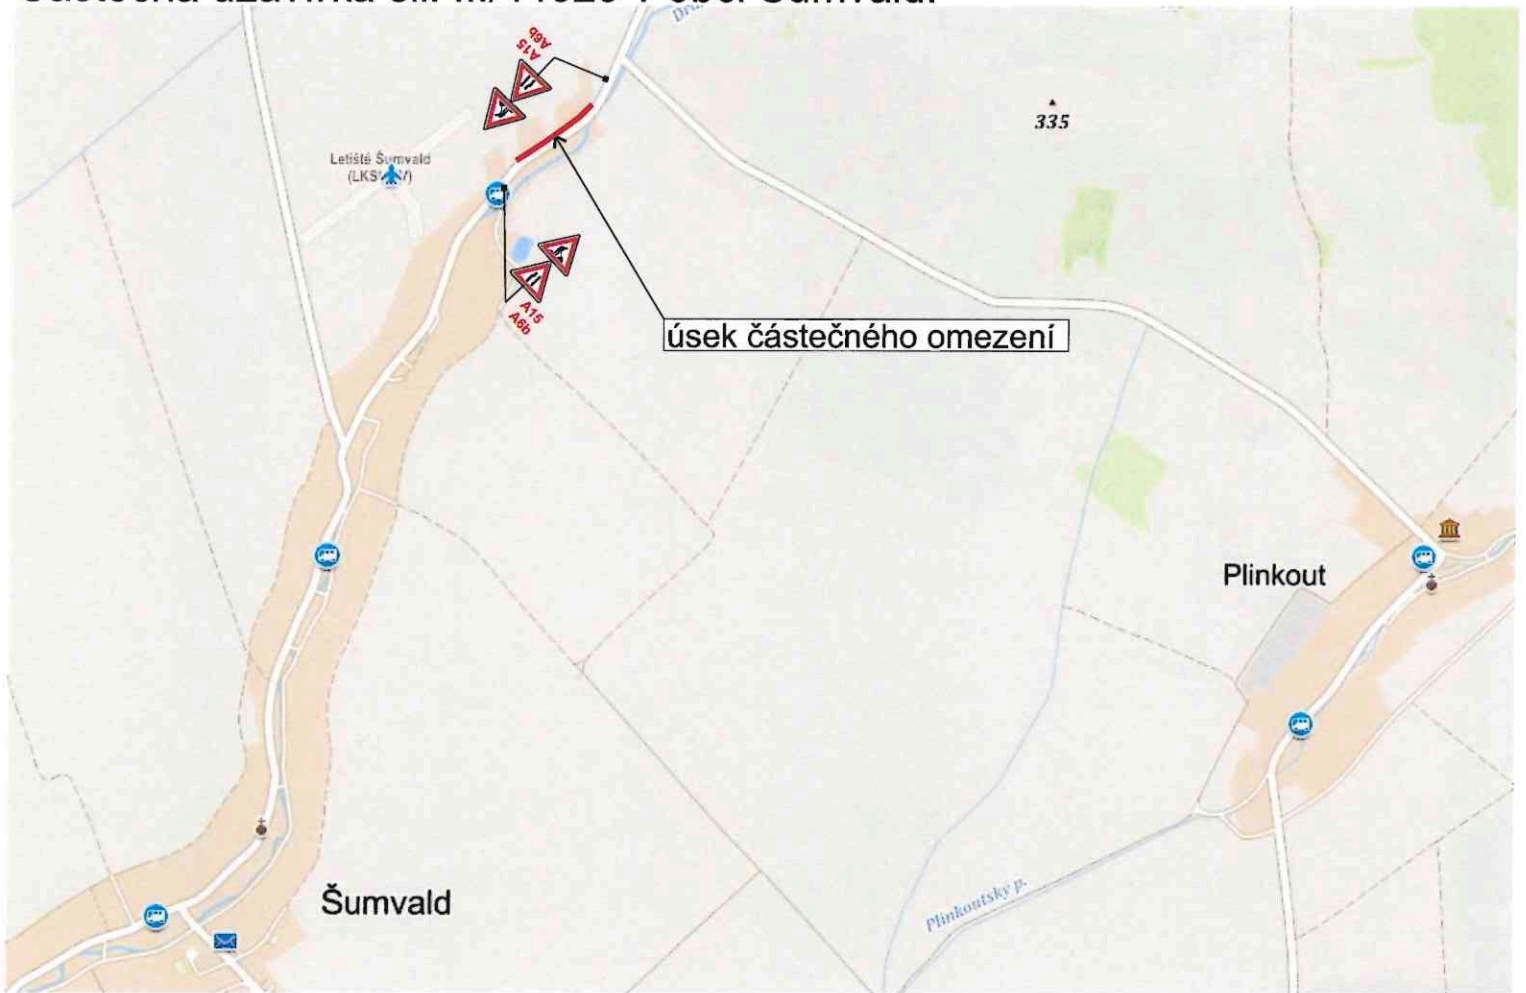 A6b
A15
335
Letiště Šumvald
úsek částečného omezení
A15
A6b
Plinkout
Šumvald
Plinkoutský p.